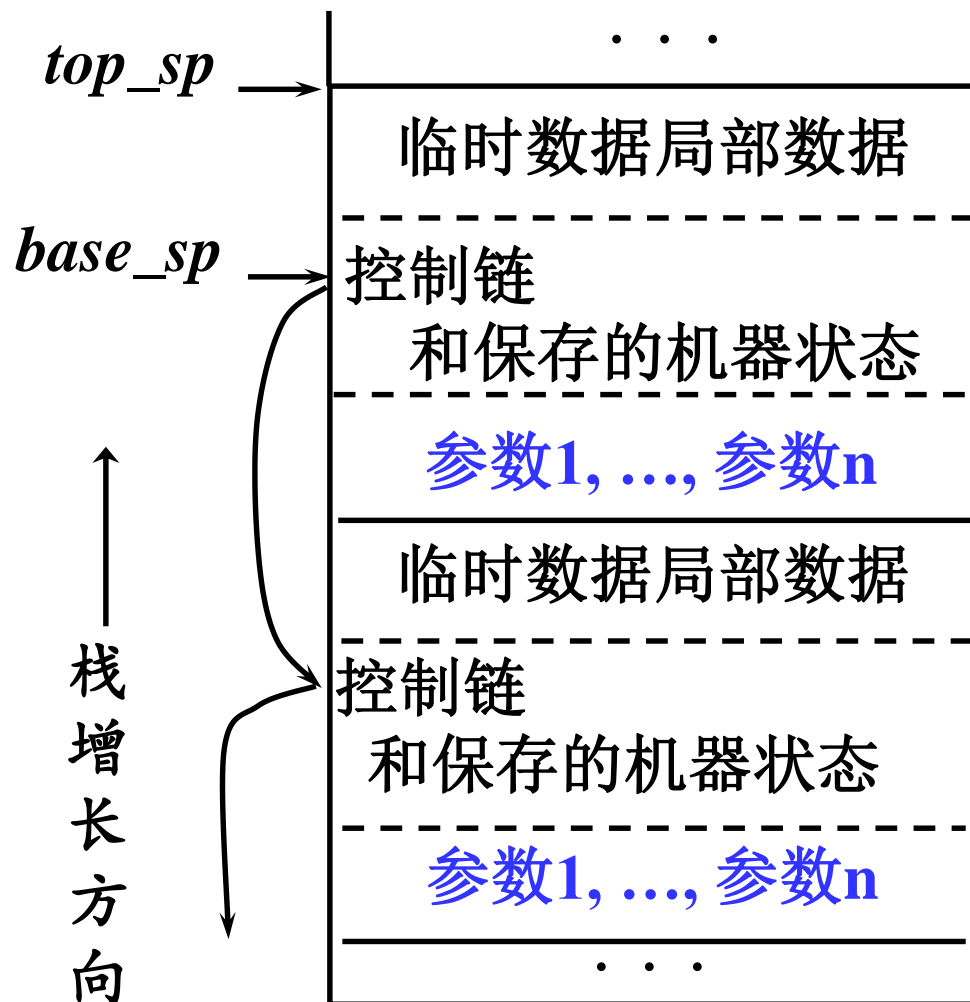 . . .
top_sp
临时数据局部数据
base_sp
控制链
和保存的机器状态
参数1, …, 参数n
临时数据局部数据
控制链
和保存的机器状态
参数1, …, 参数n
. . .
栈
增
长
方
向